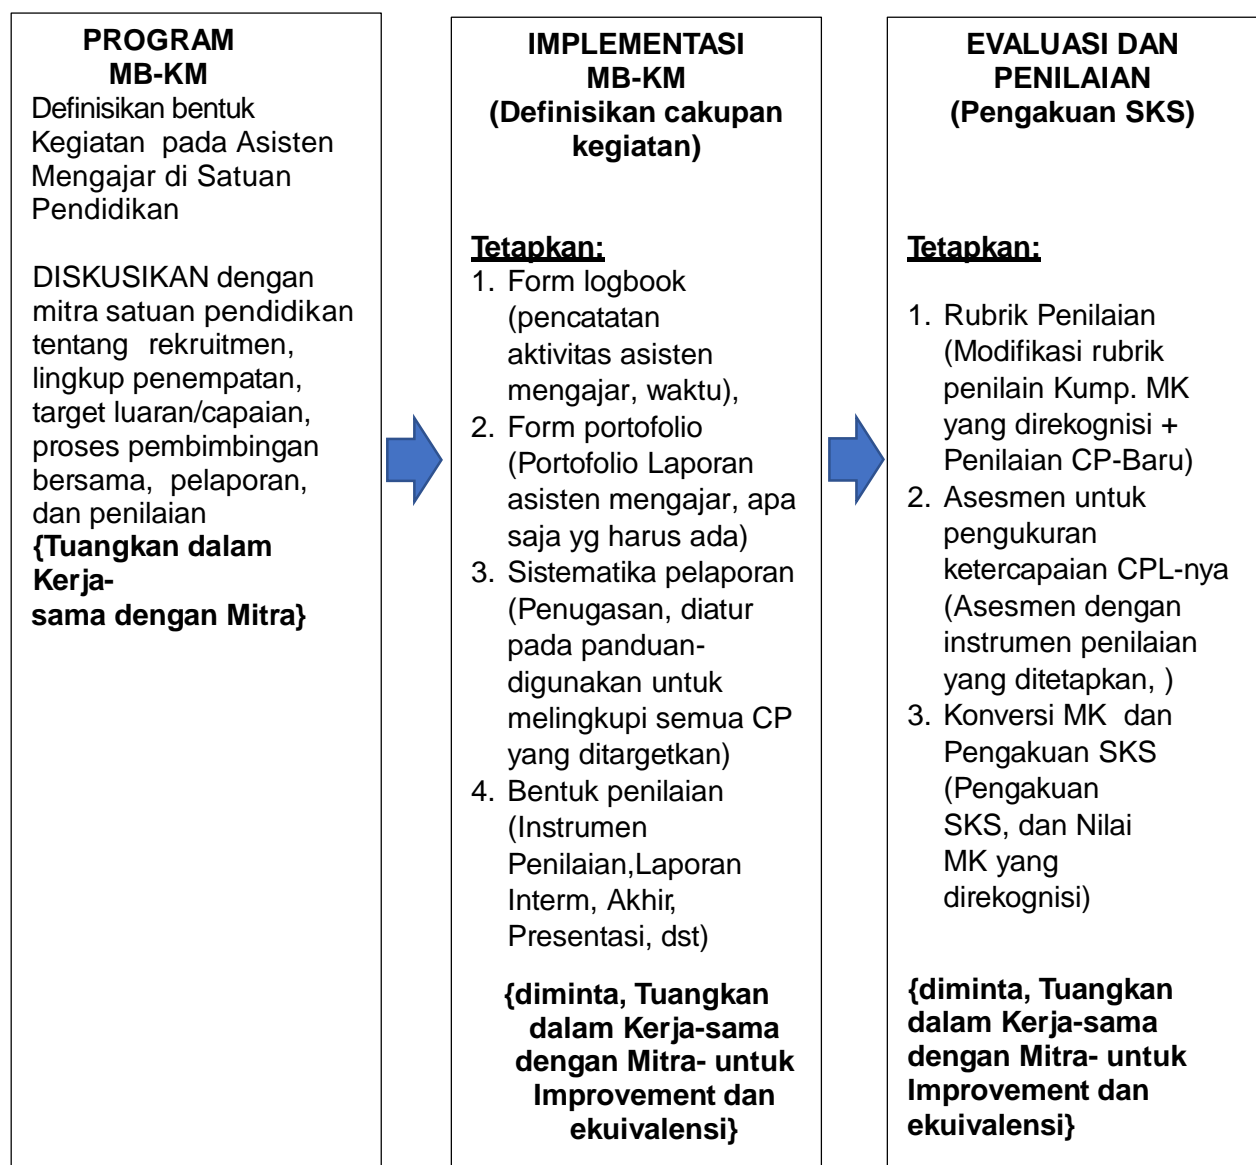 PROGRAM
MB-KM
Definisikan bentuk
Kegiatan pada Asisten
Mengajar di Satuan
Pendidikan
DISKUSIKAN dengan
mitra satuan pendidikan
tentang rekruitmen,
lingkup penempatan,
target luaran/capaian,
proses pembimbingan
bersama, pelaporan,
dan penilaian
{Tuangkan dalam
Kerja-
sama dengan Mitra}
IMPLEMENTASI
MB-KM
(Definisikan cakupan
kegiatan)
Tetapkan:
1. Form logbook
(pencatatan
aktivitas asisten
mengajar, waktu),
2. Form portofolio
(Portofolio Laporan
asisten mengajar, apa
saja yg harus ada)
3. Sistematika pelaporan
(Penugasan, diatur
pada panduan-
digunakan untuk
melingkupi semua CP
yang ditargetkan)
4. Bentuk penilaian
(Instrumen
Penilaian,Laporan
Interm, Akhir,
Presentasi, dst)
{diminta, Tuangkan
dalam Kerja-sama
dengan Mitra- untuk
Improvement dan
ekuivalensi}
EVALUASI DAN
PENILAIAN
(Pengakuan SKS)
Tetapkan:
1. Rubrik Penilaian
(Modifikasi rubrik
penilain Kump. MK
yang direkognisi +
Penilaian CP-Baru)
2. Asesmen untuk
pengukuran
ketercapaian CPL-nya
(Asesmen dengan
instrumen penilaian
yang ditetapkan, )
3. Konversi MK dan
Pengakuan SKS
(Pengakuan
SKS, dan Nilai
MK yang
direkognisi)
{diminta, Tuangkan
dalam Kerja-sama
dengan Mitra- untuk
Improvement dan
ekuivalensi}